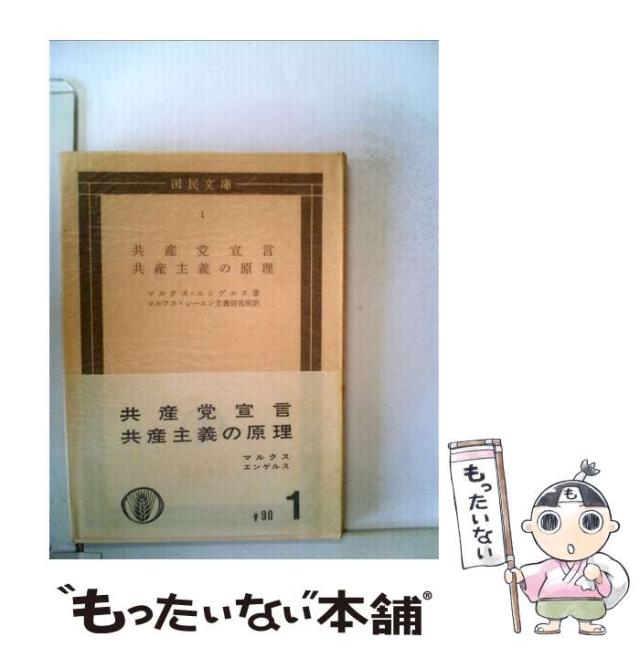 国民文庫
1
共産党宣言
共産主義の原理
マルクス=エンゲルス著
マルクス=レーニン主義研究所訳
共産党宣言
共産主義の原理
マルクス
エンゲルス
¥90 1
も
もったいない
"もったいない"本舗®